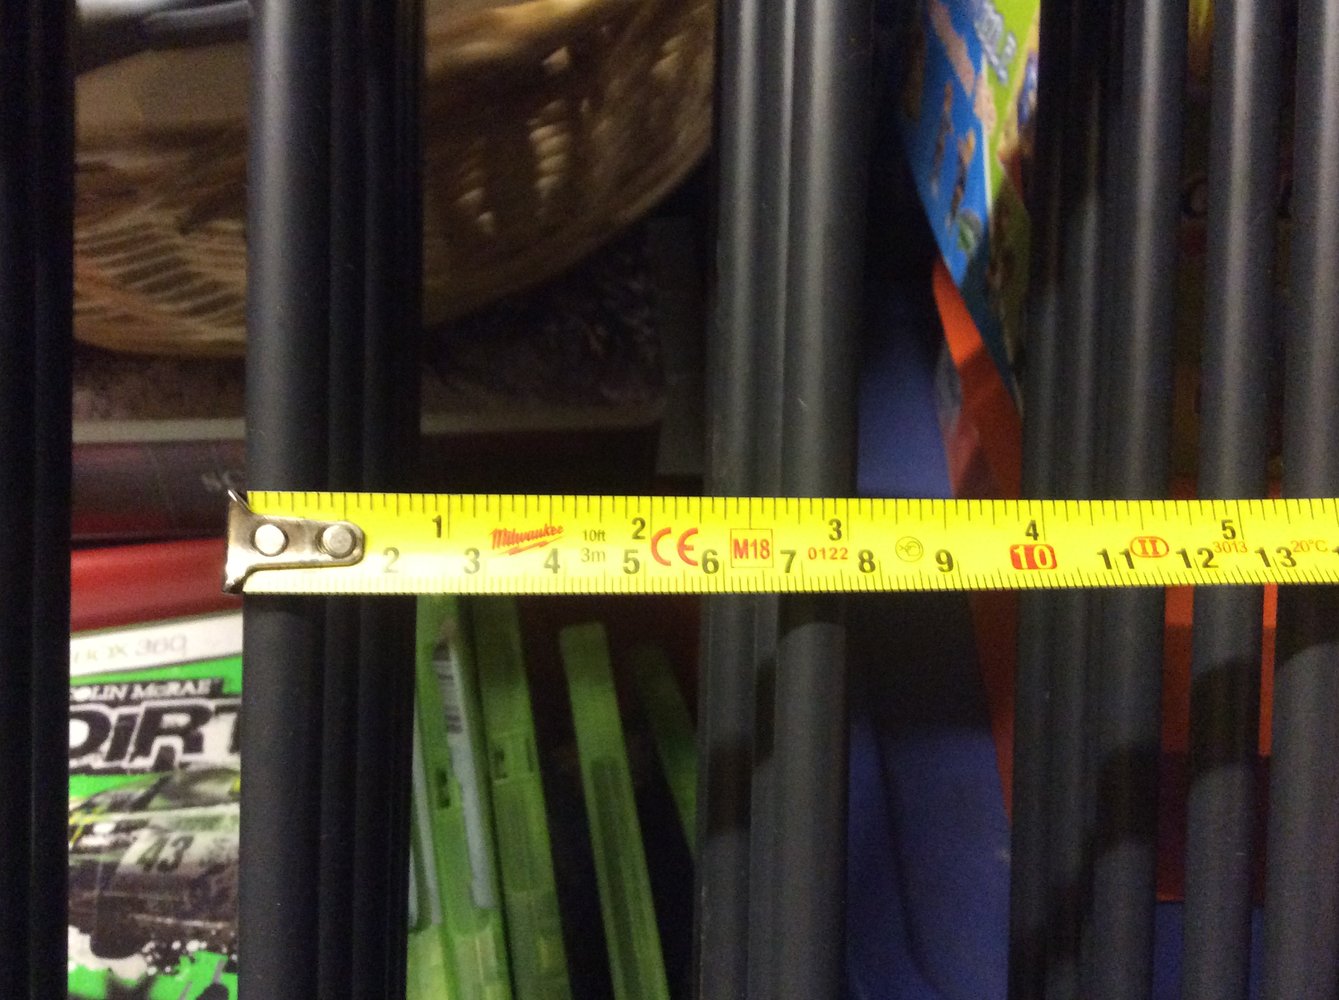 1 2 3 4 5
Milwaukee 10ft CE M18 0122 II 3013 20°C
3m
2 3 4 5 6 7 8 9 10 11 12 13
XBOX 360
COLIN McRAE
DiRT
43